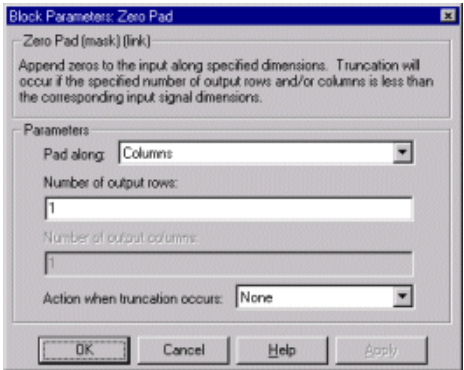 Block Parameters: Zero Pad
Zero Pad (mask) (link)
Append zeros to the input along specified dimensions. Truncation will
occur if the specified number of output rows and/or columns is less than
the corresponding input signal dimensions.
Parameters
Pad along: Columns
Number of output rows:
1
Number of output columns:
1
Action when truncation occurs: None
OK Cancel Help Apply